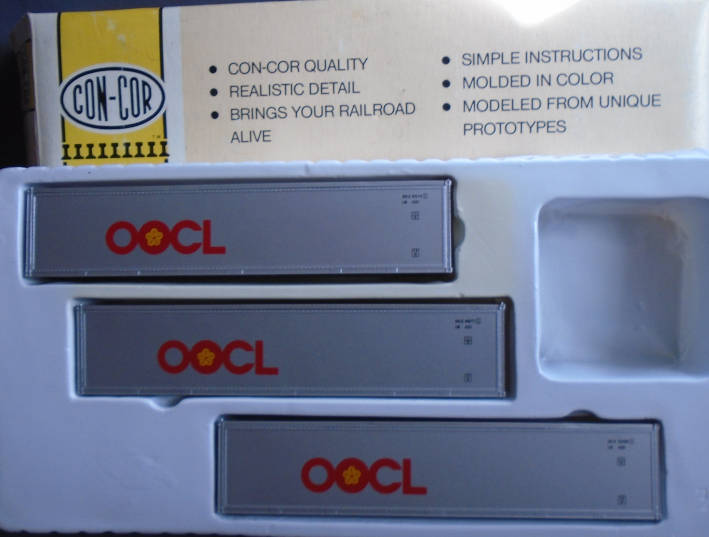 CON-COR
TM
• CON-COR QUALITY
• REALISTIC DETAIL
• BRINGS YOUR RAILROAD
ALIVE
• SIMPLE INSTRUCTIONS
• MOLDED IN COLOR
• MODELED FROM UNIQUE
PROTOTYPES
OOCL
OOCL
OOCL